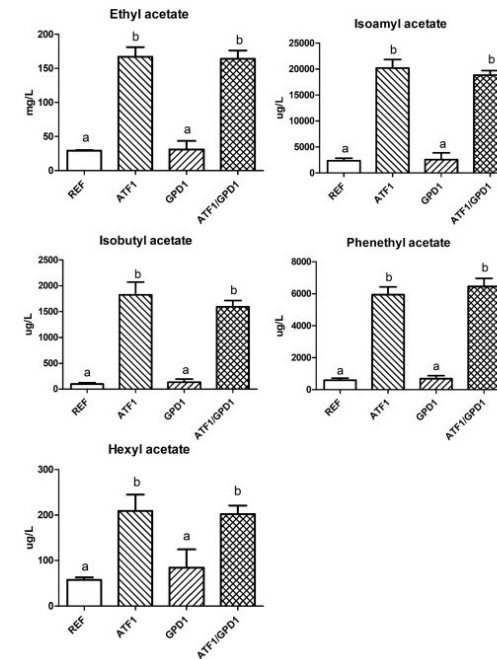 Ethyl acetate
mg/L
200
150
100
50
0
a
b
a
b
REF
ATF1
GPD1
ATF1/GPD1
Isoamyl acetate
ug/L
25000
20000
15000
10000
5000
0
a
b
a
b
REF
ATF1
GPD1
ATF1/GPD1
Isobutyl acetate
ug/L
2500
2000
1500
1000
500
0
a
b
a
b
REF
ATF1
GPD1
ATF1/GPD1
Phenethyl acetate
ug/L
8000
6000
4000
2000
0
a
b
a
b
REF
ATF1
GPD1
ATF1/GPD1
Hexyl acetate
ug/L
300
200
100
0
a
b
a
b
REF
ATF1
GPD1
ATF1/GPD1